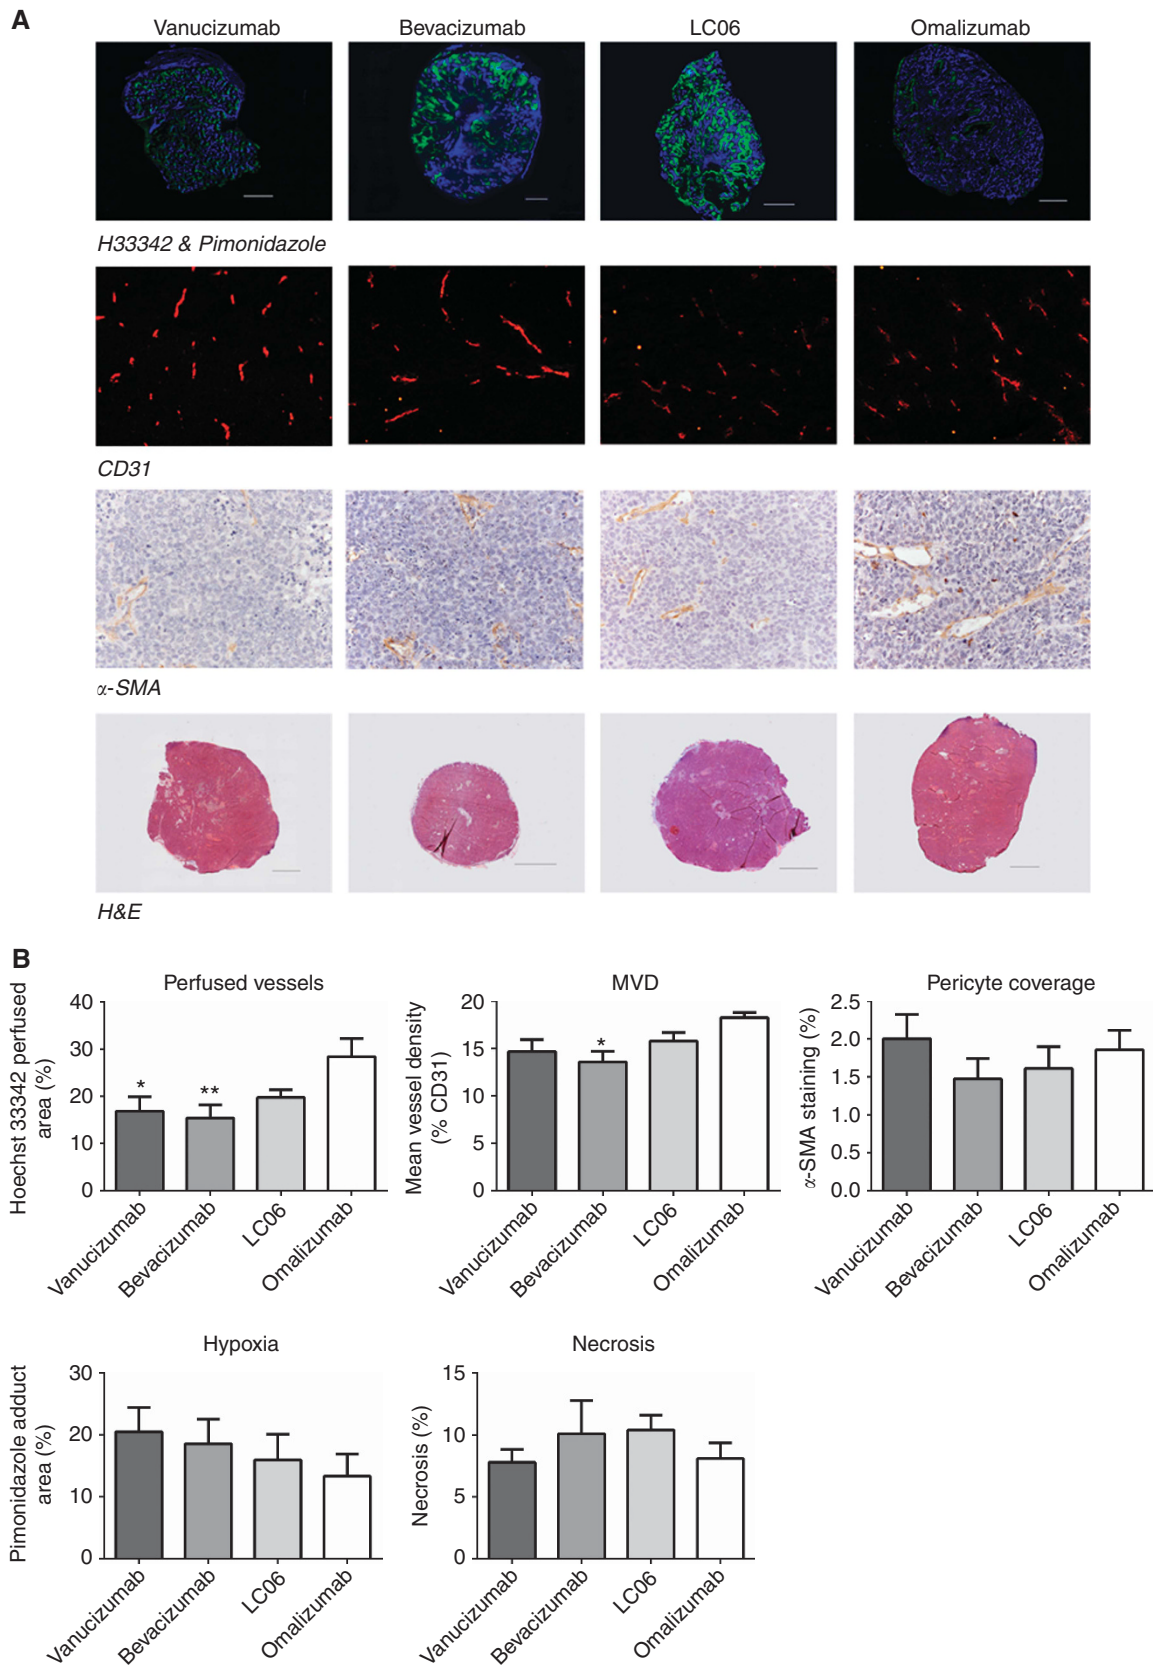 A
Vanucizumab
Bevacizumab
LC06
Omalizumab
H33342 & Pimonidazole
CD31
α-SMA
H&E
B
Perfused vessels
Hoechst 33342 perfused
area (%)
40
30
20
10
0
*
**
Vanucizumab
Bevacizumab
LC06
Omalizumab
MVD
Mean vessel density
(% CD31)
20
15
10
5
0
*
Vanucizumab
Bevacizumab
LC06
Omalizumab
Pericyte coverage
α-SMA staining (%)
2.5
2.0
1.5
1.0
0.5
0.0
Vanucizumab
Bevacizumab
LC06
Omalizumab
Hypoxia
Pimonidazole adduct
area (%)
30
20
10
0
Vanucizumab
Bevacizumab
LC06
Omalizumab
Necrosis
Necrosis (%)
15
10
5
0
Vanucizumab
Bevacizumab
LC06
Omalizumab